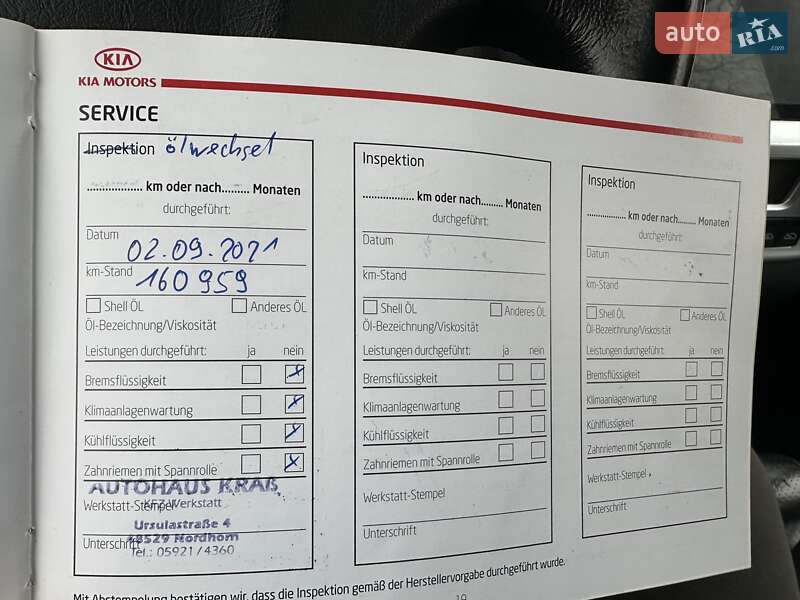 auto RIA
.com
KIA
KIA MOTORS
SERVICE
Inspektion ölwechsel
.................. km oder nach......... Monaten
durchgeführt:
Datum
02.09.2021
km-Stand
160959
Shell ÖL Anderes ÖL
Öl-Bezeichnung/Viskosität
Leistungen durchgeführt: ja nein
Bremsflüssigkeit x
Klimaanlagenwartung x
Kühlflüssigkeit x
Zahnriemen mit Spannrolle x
AUTOHAUS KRAß
Werkstatt-Stempel
KFZ-Werkstatt
Ursulastraße 4
Unterschrift
48529 Nordhorn
Tel.: 05921/4360
Inspektion
.................. km oder nach......... Monaten
durchgeführt:
Datum
km-Stand
Shell ÖL Anderes ÖL
Öl-Bezeichnung/Viskosität
Leistungen durchgeführt: ja nein
Bremsflüssigkeit
Klimaanlagenwartung
Kühlflüssigkeit
Zahnriemen mit Spannrolle
Werkstatt-Stempel
Unterschrift
Inspektion
.................. km oder nach......... Monaten
durchgeführt:
Datum
km-Stand
Shell ÖL Anderes ÖL
Öl-Bezeichnung/Viskosität
Leistungen durchgeführt: ja nein
Bremsflüssigkeit
Klimaanlagenwartung
Kühlflüssigkeit
Zahnriemen mit Spannrolle
Werkstatt-Stempel
Unterschrift
Mit Abstempelung bestätigen wir, dass die Inspektion gemäß der Herstellervorgabe durchgeführt wurde.
19